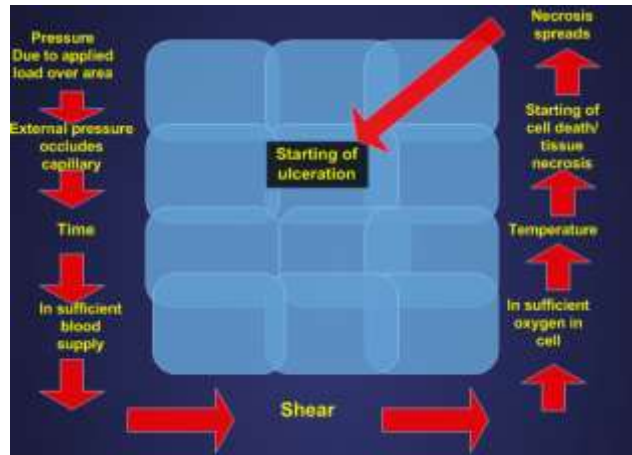 Pressure
Due to applied
load over area
External pressure
occludes
capillary
Time
In sufficient
blood
supply
Shear
In sufficient
oxygen in
cell
Temperature
Starting of
cell death/
tissue
necrosis
Necrosis
spreads
Starting of
ulceration